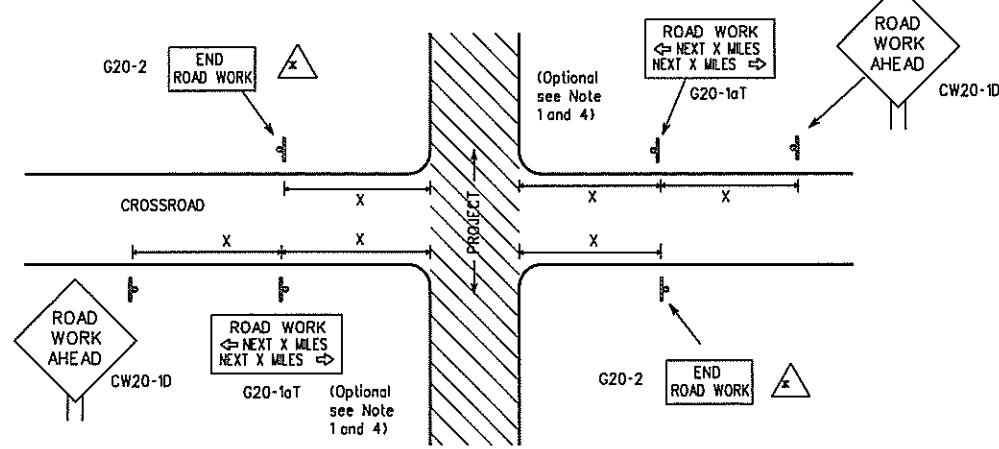 G20-2
END
ROAD WORK
x
(Optional
see Note
1 and 4)
ROAD WORK
⇦ NEXT X MILES
NEXT X MILES ⇨
G20-1aT
ROAD
WORK
AHEAD
CW20-1D
X
X
X
CROSSROAD
PROJECT
X
X
X
ROAD
WORK
AHEAD
CW20-1D
ROAD WORK
⇦ NEXT X MILES
NEXT X MILES ⇨
G20-1aT
(Optional
see Note
1 and 4)
G20-2
END
ROAD WORK
x